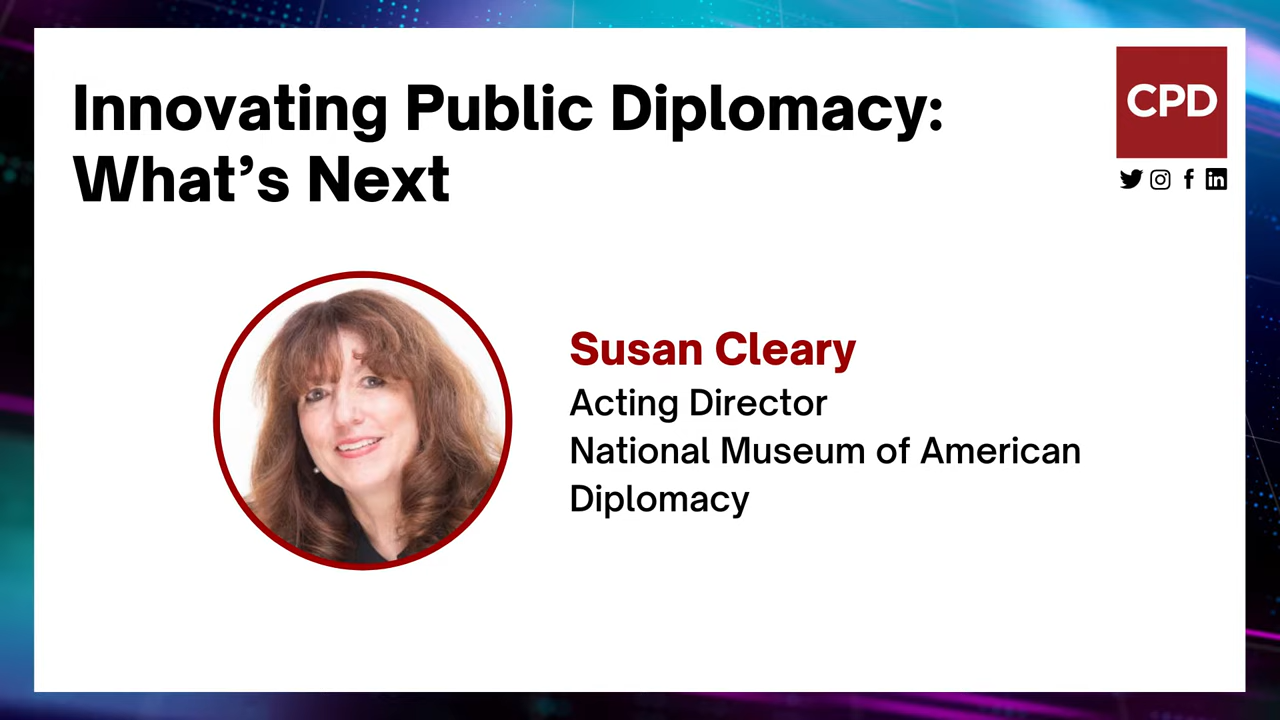 Innovating Public Diplomacy:
What’s Next
CPD
Susan Cleary
Acting Director
National Museum of American
Diplomacy